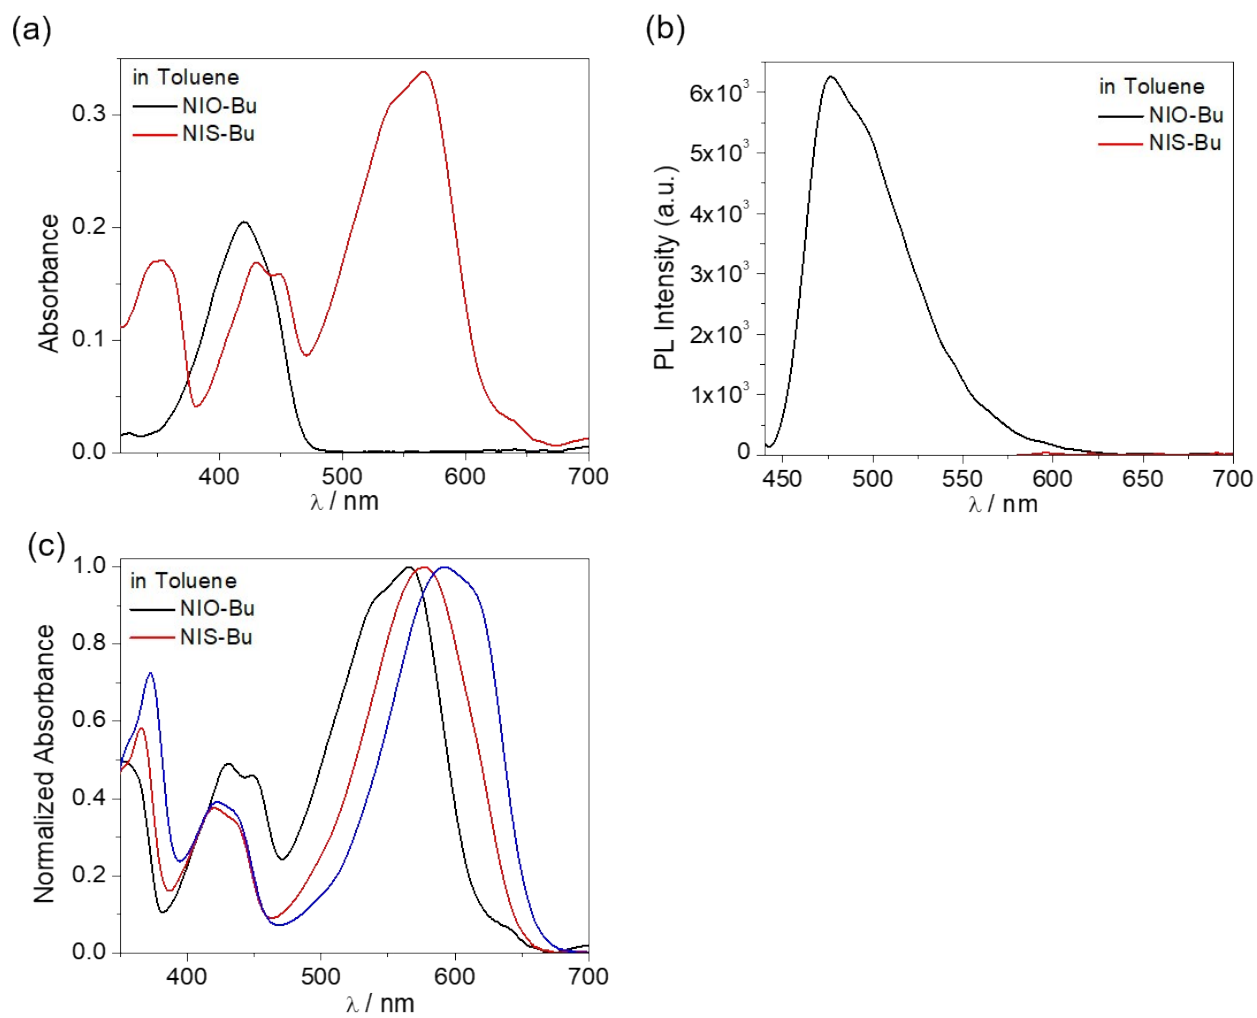 (a)
in Toluene
NIO-Bu
NIS-Bu
Absorbance
0.3
0.2
0.1
0.0
400
500
600
700
λ / nm
(b)
in Toluene
NIO-Bu
NIS-Bu
PL Intensity (a.u.)
6x10³
5x10³
4x10³
3x10³
2x10³
1x10³
0
450
500
550
600
650
700
λ / nm
(c)
in Toluene
NIO-Bu
NIS-Bu
Normalized Absorbance
1.0
0.8
0.6
0.4
0.2
0.0
400
500
600
700
λ / nm